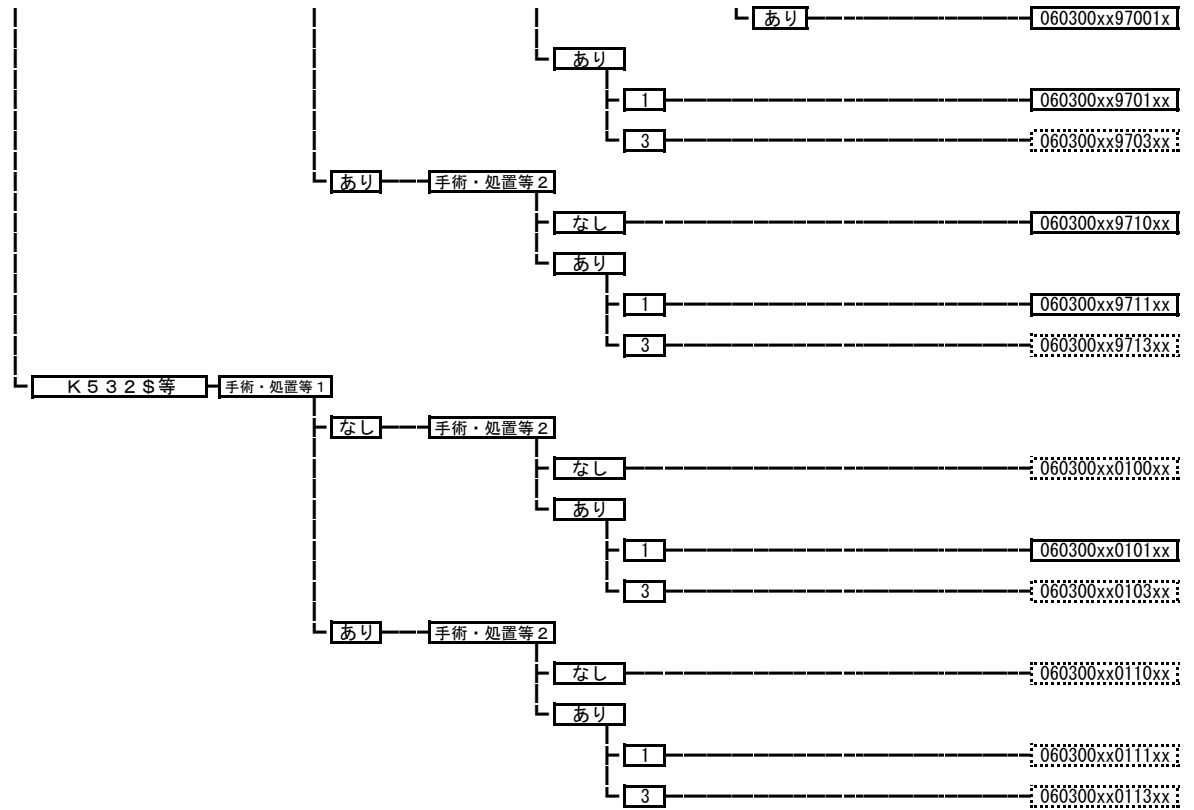 あり 060300xx97001x
あり
1 060300xx9701xx
3 060300xx9703xx
あり 手術・処置等2
なし 060300xx9710xx
あり
1 060300xx9711xx
3 060300xx9713xx
K532$等 手術・処置等1
なし 手術・処置等2
なし 060300xx0100xx
あり
1 060300xx0101xx
3 060300xx0103xx
あり 手術・処置等2
なし 060300xx0110xx
あり
1 060300xx0111xx
3 060300xx0113xx